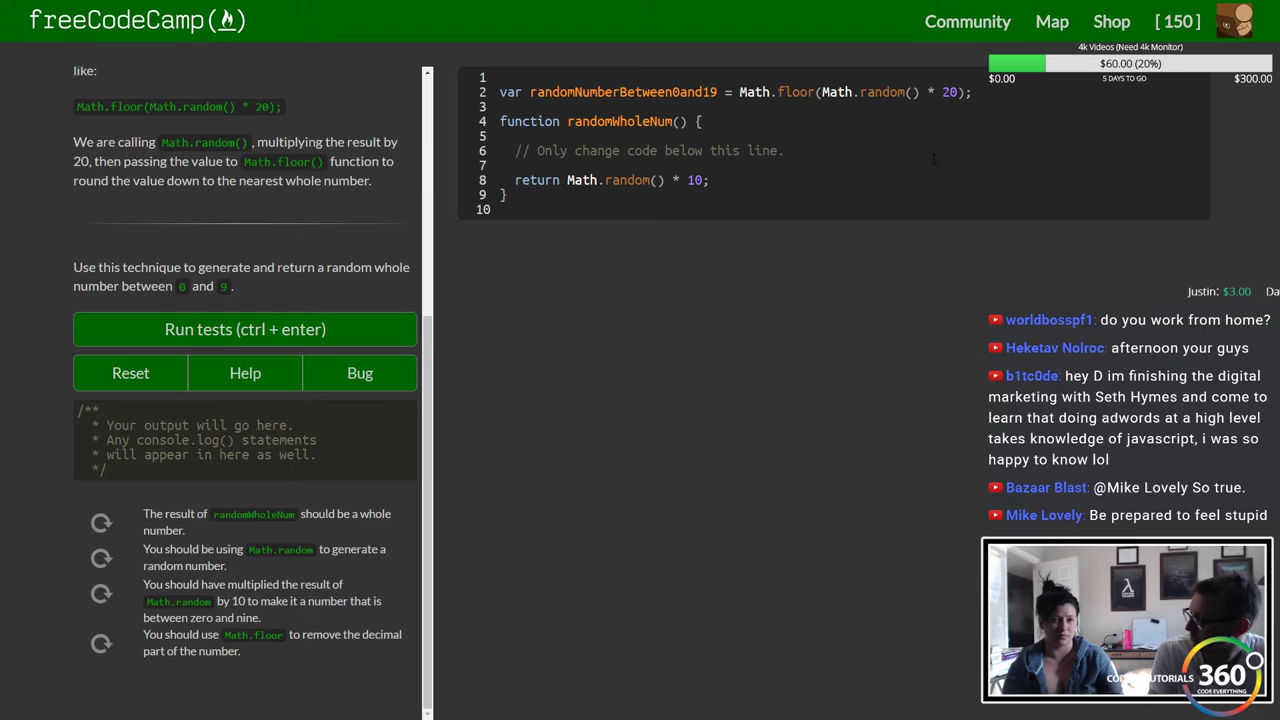 freeCodeCamp(🔥)
Community Map Shop [ 150 ]
4k Videos (Need 4k Monitor)
$60.00 (20%)
$0.00 5 DAYS TO GO $300.00
like:
Math.floor(Math.random() * 20);
We are calling Math.random() , multiplying the result by
20, then passing the value to Math.floor() function to
round the value down to the nearest whole number.
Use this technique to generate and return a random whole
number between 0 and 9 .
Run tests (ctrl + enter)
Reset Help Bug
/**
* Your output will go here.
* Any console.log() statements
* will appear in here as well.
*/
The result of randomWholeNum should be a whole
number.
You should be using Math.random to generate a
random number.
You should have multiplied the result of
Math.random by 10 to make it a number that is
between zero and nine.
You should use Math.floor to remove the decimal
part of the number.
1
2 var randomNumberBetween0and19 = Math.floor(Math.random() * 20);
3
4 function randomWholeNum() {
5
6 // Only change code below this line.
7
8 return Math.random() * 10;
9 }
10
Justin: $3.00 Da
worldbosspf1: do you work from home?
Heketav Nolroc: afternoon your guys
b1tc0de: hey D im finishing the digital
marketing with Seth Hymes and come to
learn that doing adwords at a high level
takes knowledge of javascript, i was so
happy to know lol
Bazaar Blast: @Mike Lovely So true.
Mike Lovely: Be prepared to feel stupid
360
CODE EVERYTHING